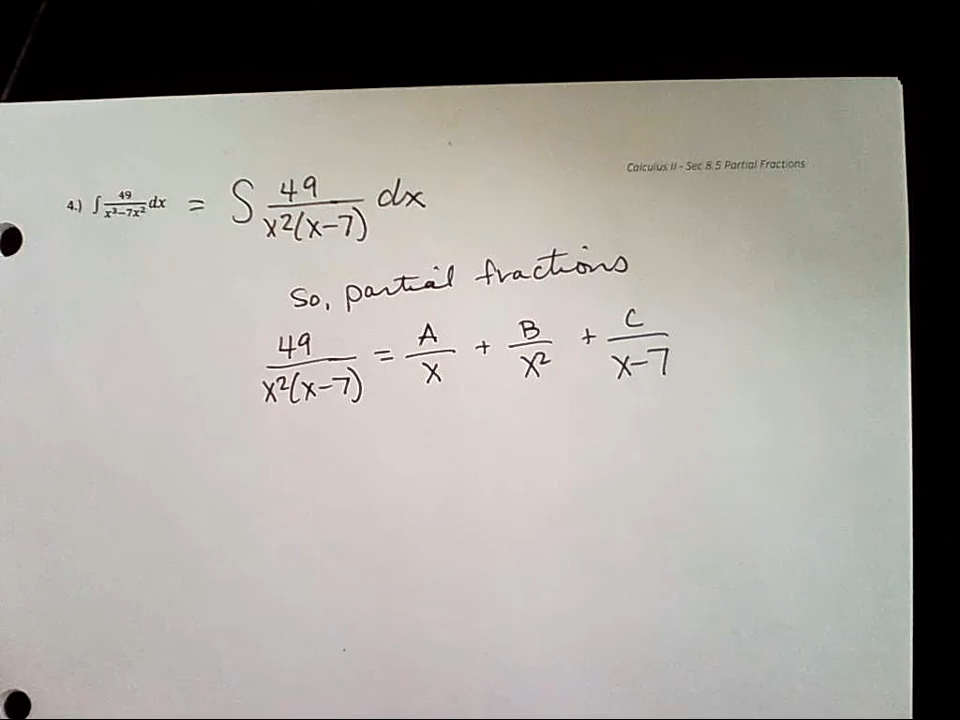 Calculus II - Sec 8.5 Partial Fractions
4.) ∫ 49/(x³−7x²) dx = ∫ 49/(x²(x−7)) dx
So, partial fractions
49/(x²(x−7)) = A/x + B/x² + C/(x−7)